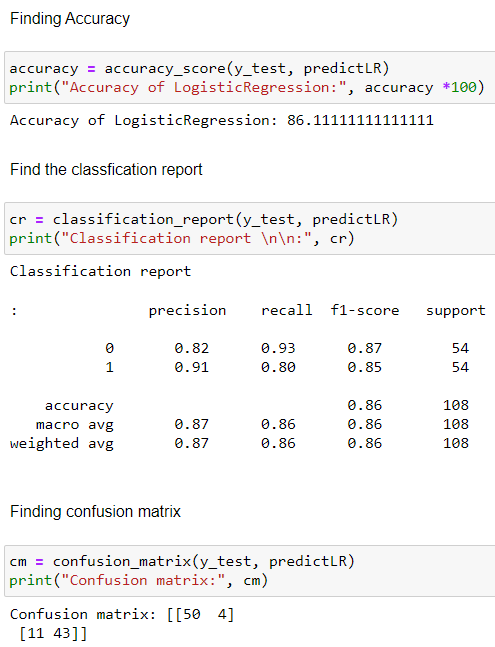 Finding Accuracy
accuracy = accuracy_score(y_test, predictLR)
print("Accuracy of LogisticRegression:", accuracy *100)
Accuracy of LogisticRegression: 86.11111111111111
Find the classfication report
cr = classification_report(y_test, predictLR)
print("Classification report \n\n:", cr)
Classification report
: precision recall f1-score support
0 0.82 0.93 0.87 54
1 0.91 0.80 0.85 54
accuracy 0.86 108
macro avg 0.87 0.86 0.86 108
weighted avg 0.87 0.86 0.86 108
Finding confusion matrix
cm = confusion_matrix(y_test, predictLR)
print("Confusion matrix:", cm)
Confusion matrix: [[50 4]
[11 43]]